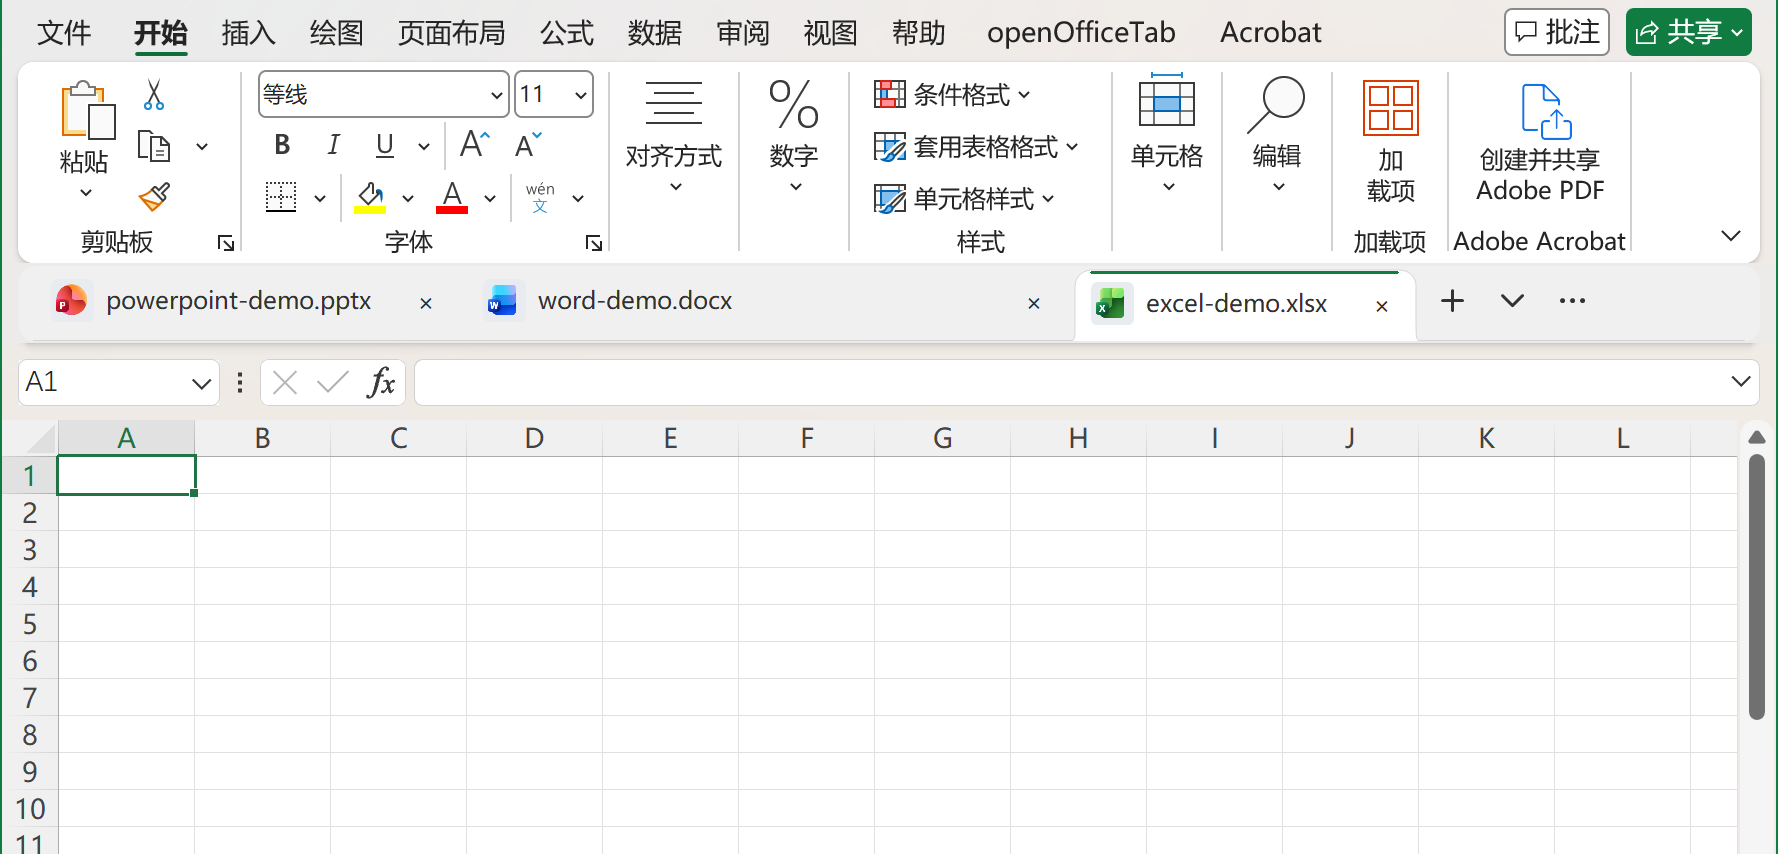 文件 开始 插入 绘图 页面布局 公式 数据 审阅 视图 帮助 openOfficeTab Acrobat 批注 共享
等线 11
条件格式
B I U A A
套用表格格式
粘贴 对齐方式 数字 单元格 编辑 加 创建并共享
载项 Adobe PDF
A wén
文
单元格样式
剪贴板 字体 样式 加载项 Adobe Acrobat
powerpoint-demo.pptx × word-demo.docx × excel-demo.xlsx ×
A1 fx
A B C D E F G H I J K L
1
2
3
4
5
6
7
8
9
10
11